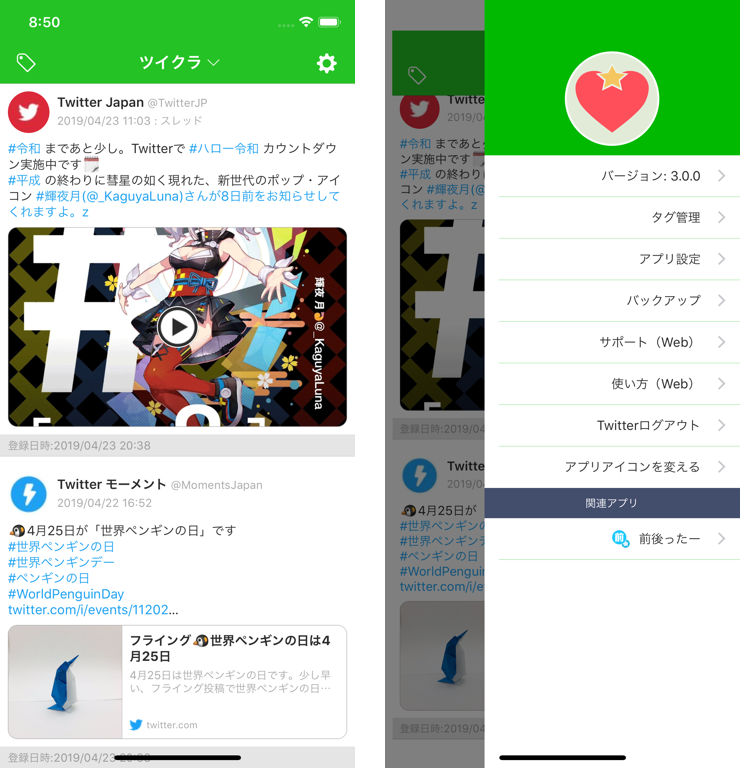 8:50
ツイクラ
Twitter Japan @TwitterJP
2019/04/23 11:03 : スレッド
#令和 まであと少し。Twitterで #ハロー令和 カウントダウ
ン実施中です
#平成 の終わりに彗星の如く現れた、新世代のポップ・アイ
コン #輝夜月(@_KaguyaLuna)さんが8日前をお知らせして
くれますよ。z
#
輝夜 月🌙@_KaguyaLuna
登録日時:2019/04/23 20:38
Twitter モーメント @MomentsJapan
2019/04/22 16:52
🐧4月25日が「世界ペンギンの日」です
#世界ペンギンの日
#世界ペンギンデー
#ペンギンの日
#WorldPenguinDay
twitter.com/i/events/11202...
フライング🐧世界ペンギンの日は4
月25日
4月25日は世界ペンギンの日です。少し早
い、フライング投稿で世界ペンギンの日…
twitter.com
登録日時:2019/04/23 20:38
Twitte
2019/0
#令和 まであ
ン実施中です
#平成 の終わ
コン #輝夜月(
くれますよ。z
#
登録日時:2019/04
Twitte
2019/0
🐧4月25日が
#世界ペンギンの
#世界ペンギンデ
#ペンギンの日
#WorldPengui
twitter.com/i/e
登録日時:2019/04
バージョン: 3.0.0
タグ管理
アプリ設定
バックアップ
サポート（Web）
使い方（Web）
Twitterログアウト
アプリアイコンを変える
関連アプリ
前後ったー